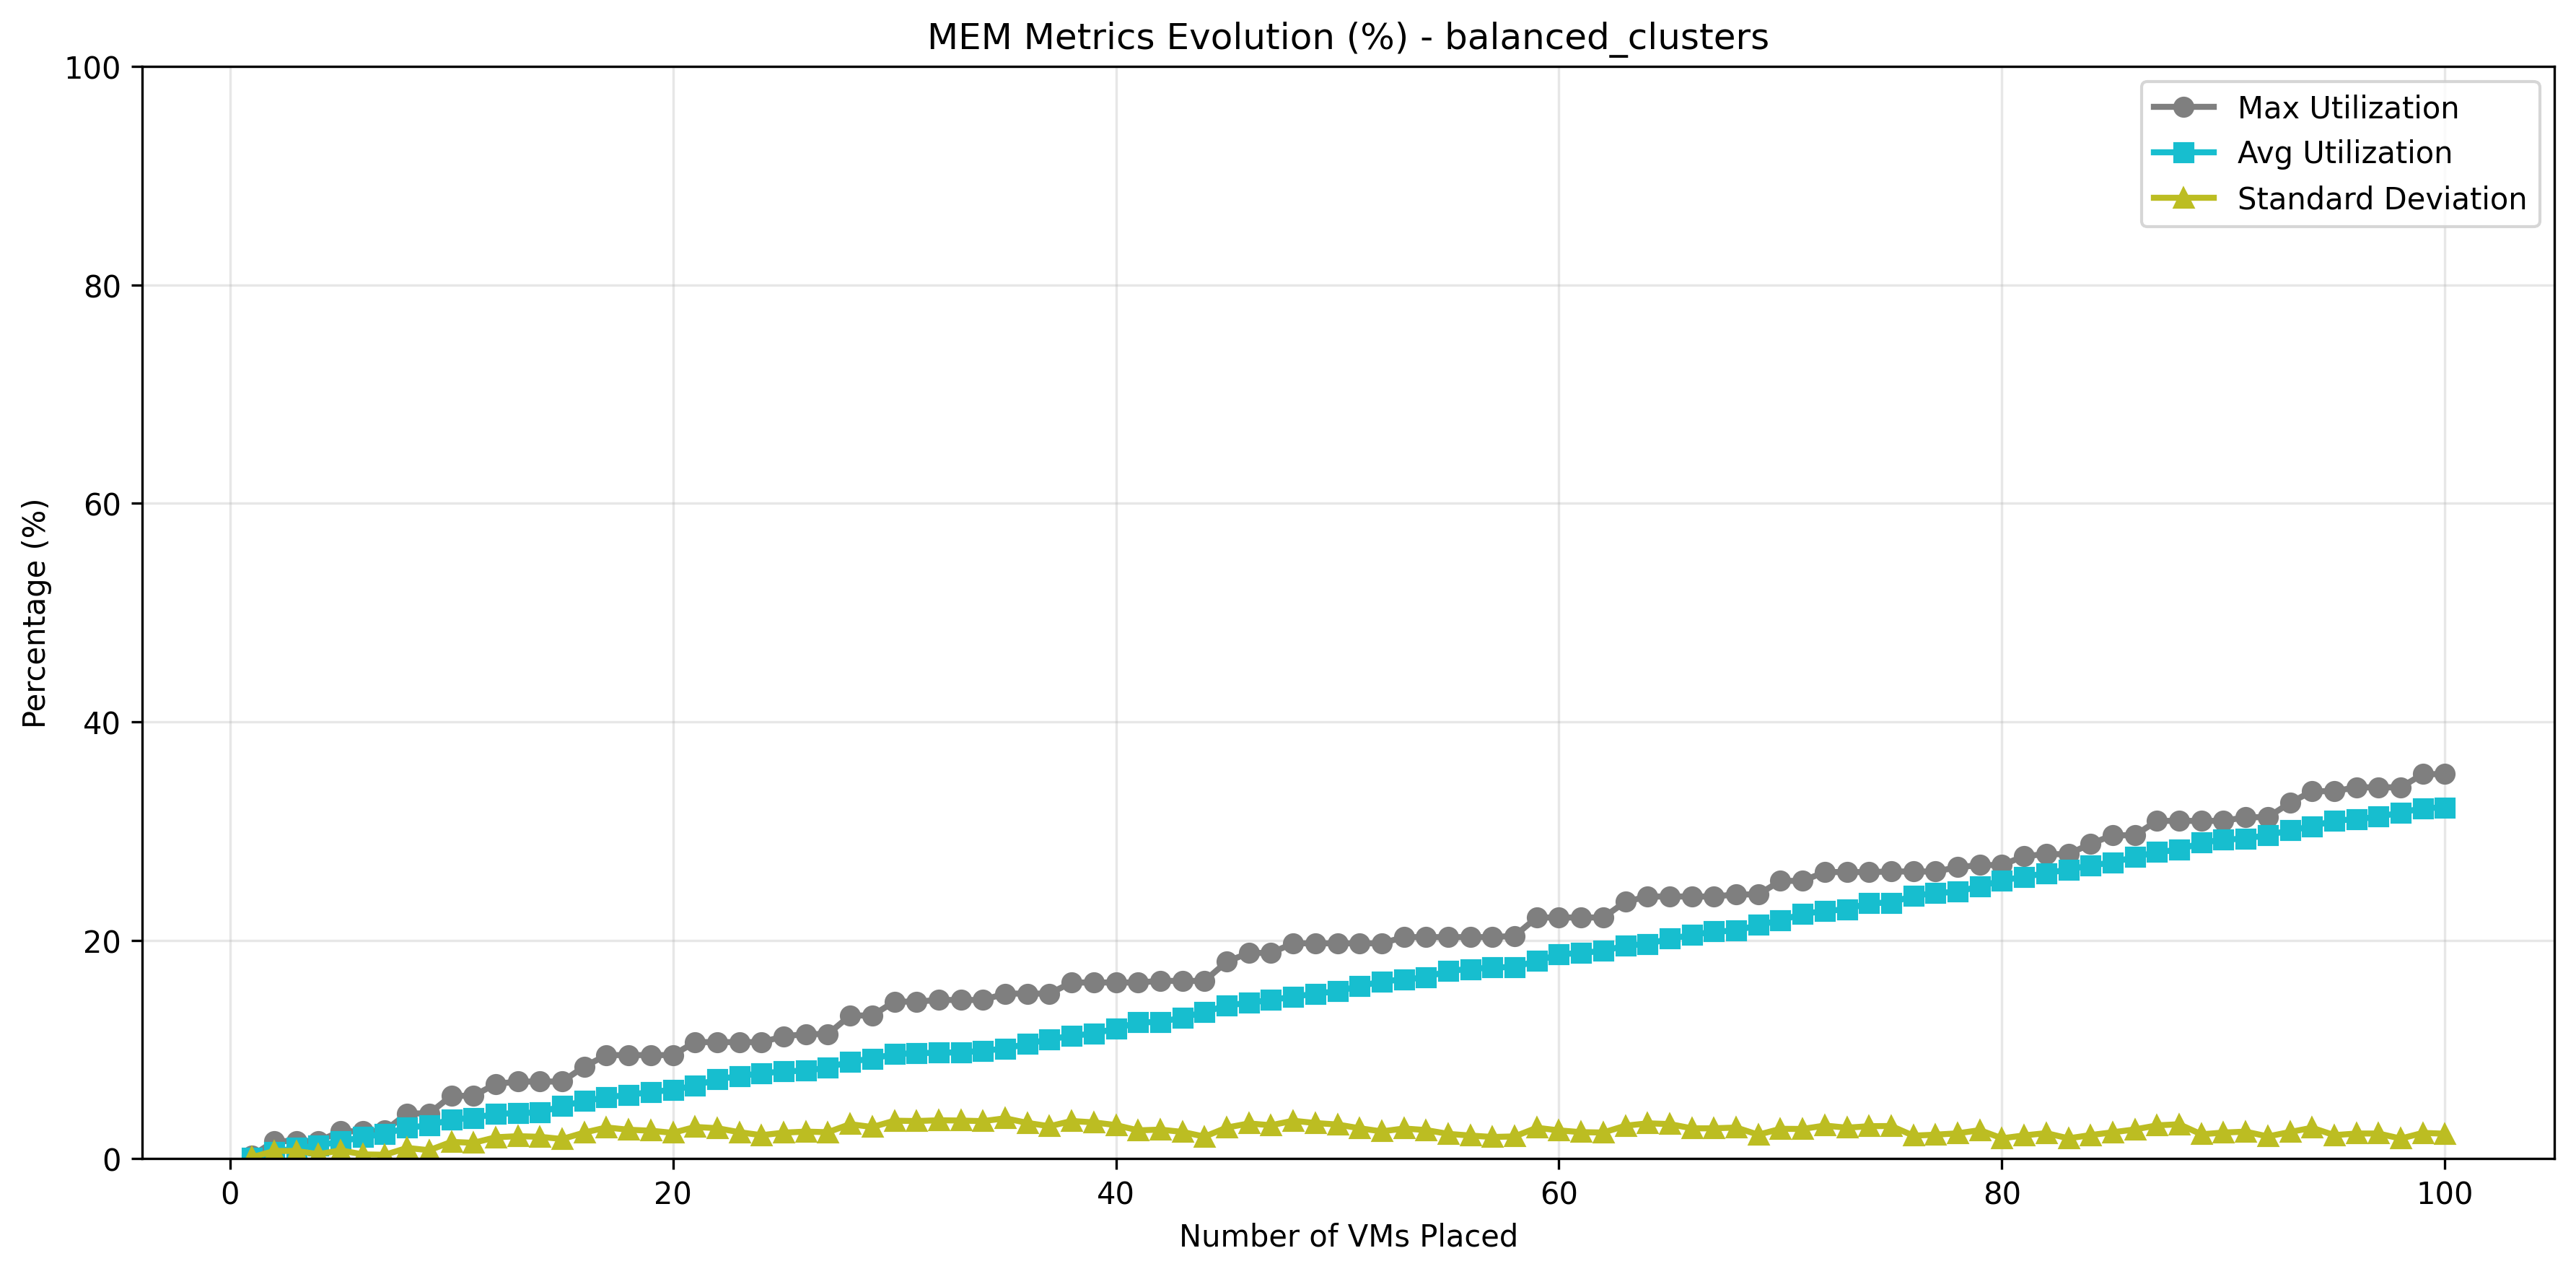 MEM Metrics Evolution (%) - balanced_clusters
100
80
60
40
20
0
Percentage (%)
Max Utilization
Avg Utilization
Standard Deviation
0 20 40 60 80 100
Number of VMs Placed